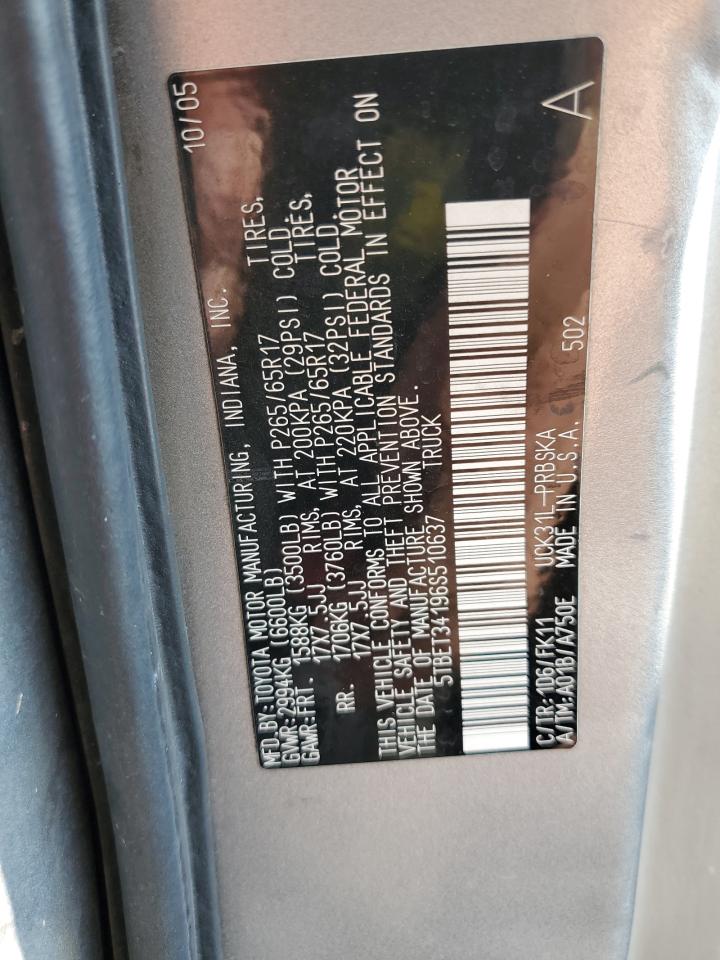 MFD.BY:TOYOTA MOTOR MANUFACTURING, INDIANA, INC. 10/05
GVWR:2994KG (6600LB)
GAWR:FRT. 1588KG (3500LB) WITH P265/65R17 TIRES,
17X7.5JJ RIMS, AT 200KPA (29PSI) COLD.
RR. 1706KG (3760LB) WITH P265/65R17 TIRES,
17X7.5JJ RIMS, AT 220KPA (32PSI) COLD.
THIS VEHICLE CONFORMS TO ALL APPLICABLE FEDERAL MOTOR
VEHICLE SAFETY AND THEFT PREVENTION STANDARDS IN EFFECT ON
THE DATE OF MANUFACTURE SHOWN ABOVE.
5TBET34196S510637 TRUCK
C/TR:1D6/FK11 UCK31L-PRBSKA
A/TM:A01B/A750E MADE IN U.S.A. 502
A